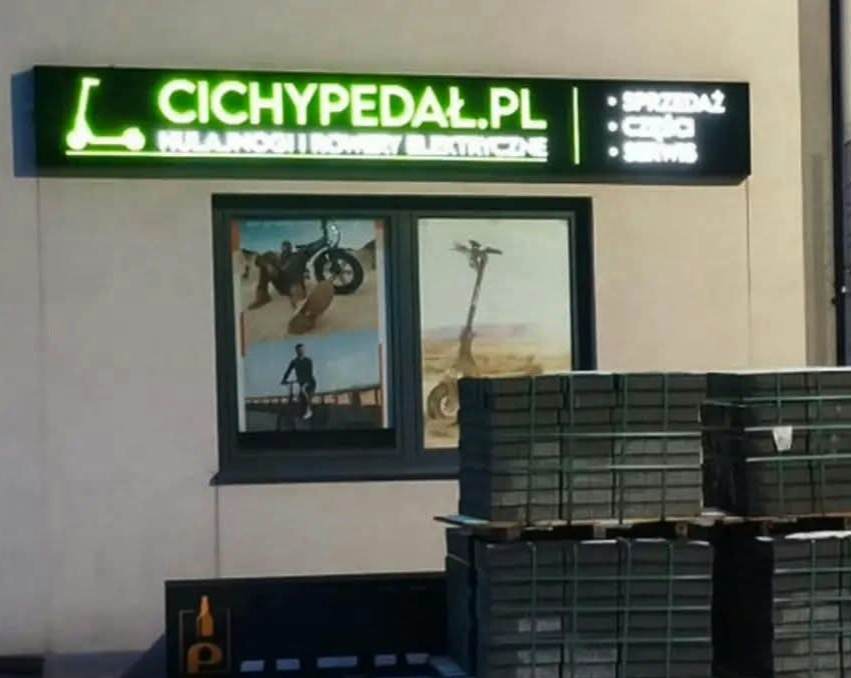 CICHYPEDAŁ.PL
HULAJNOGI I ROWERY ELEKTRYCZNE
• SPRZEDAŻ
• CZĘŚCI
• SERWIS
P